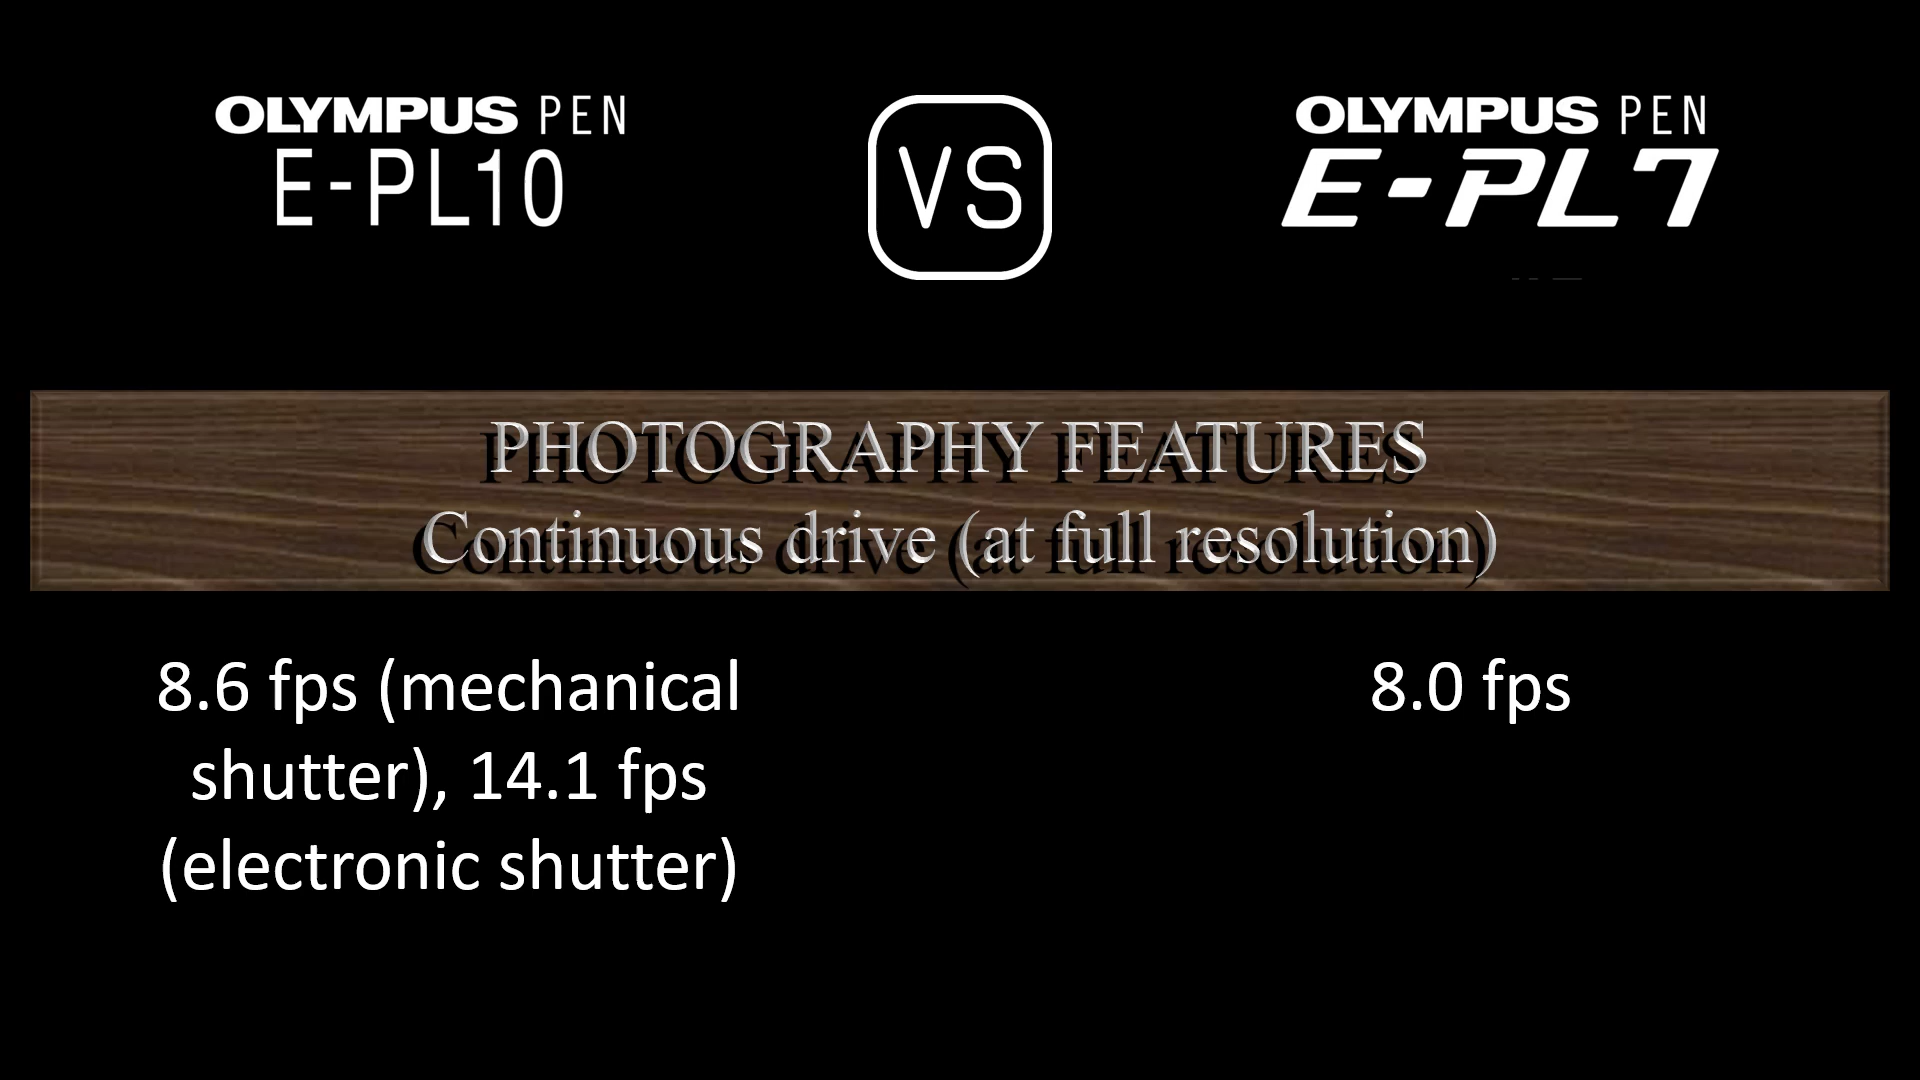 OLYMPUS PEN
E-PL10
VS
OLYMPUS PEN
E-PL7
PHOTOGRAPHY FEATURES
Continuous drive (at full resolution)
8.6 fps (mechanical
shutter), 14.1 fps
(electronic shutter)
8.0 fps